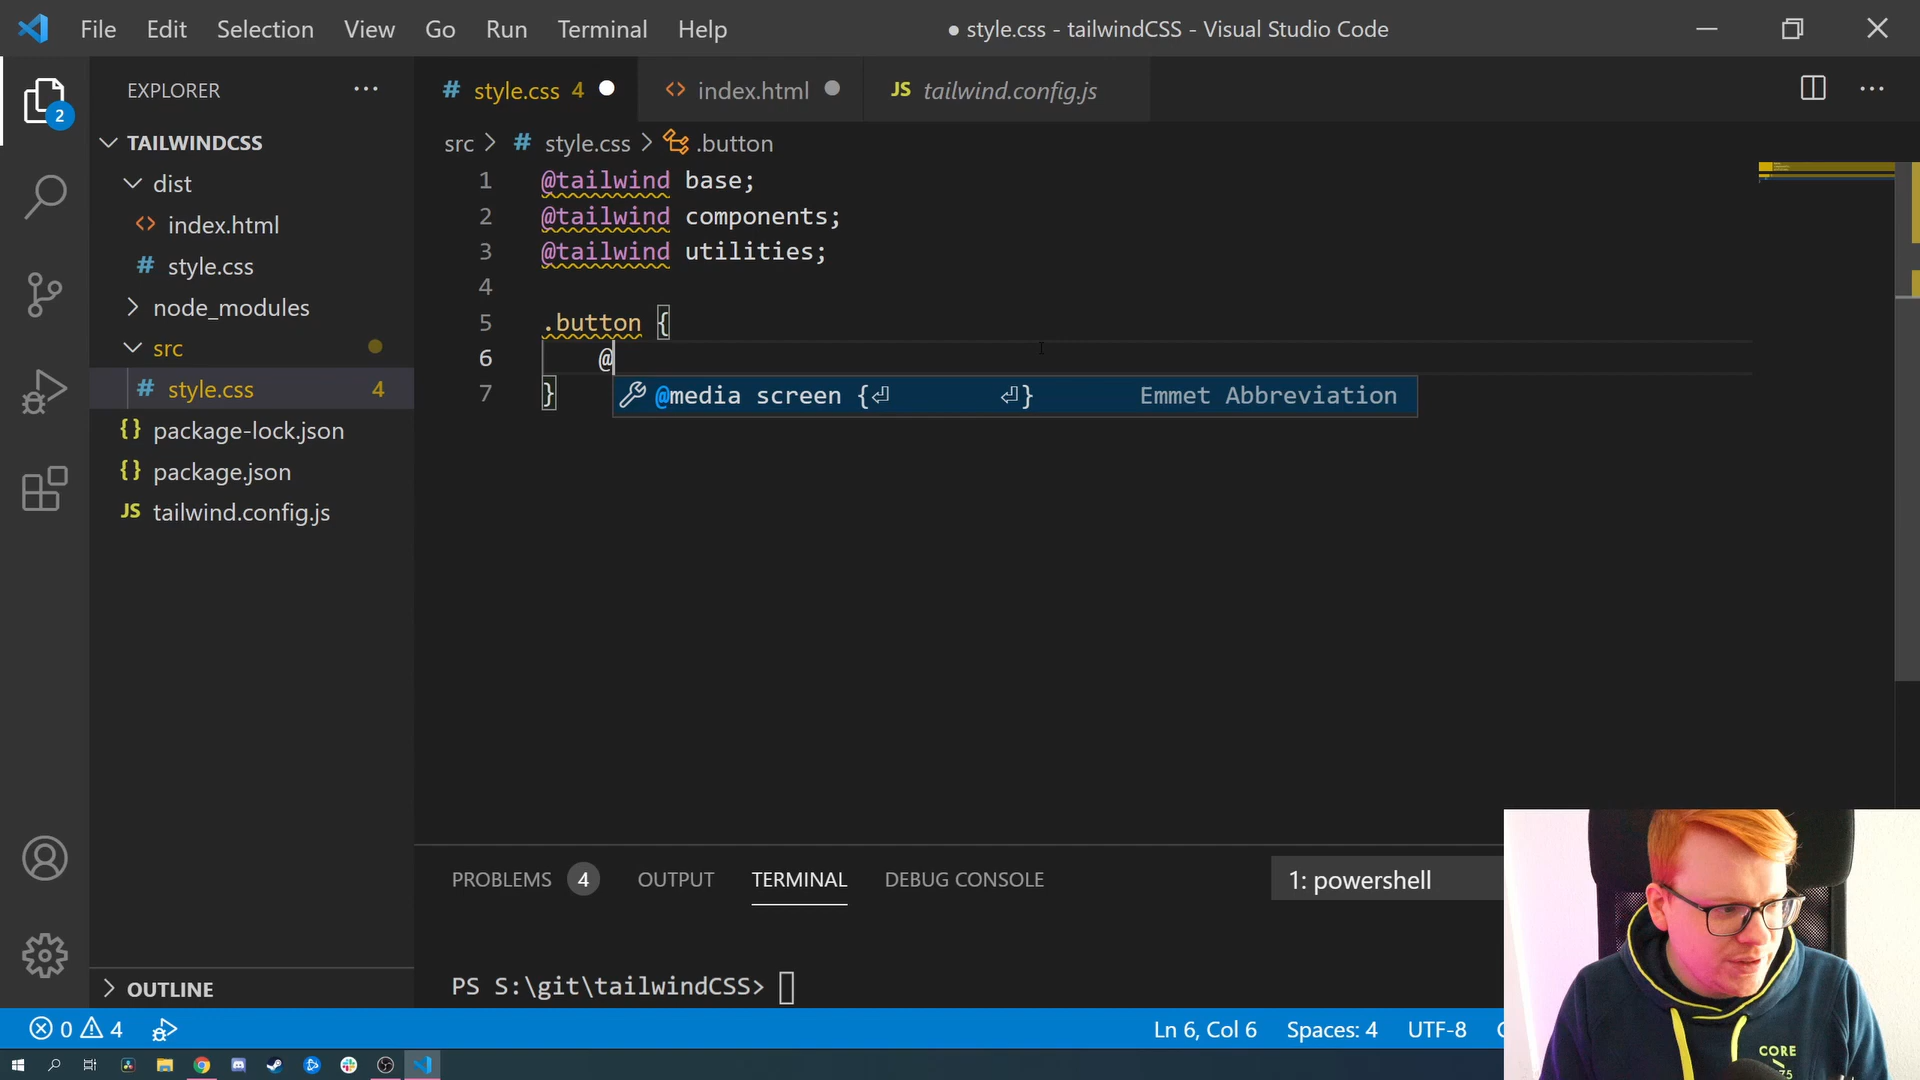 File Edit Selection View Go Run Terminal Help
● style.css - tailwindCSS - Visual Studio Code
EXPLORER
# style.css 4
<> index.html
JS tailwind.config.js
2
TAILWINDCSS
dist
<> index.html
# style.css
node_modules
src
# style.css 4
{} package-lock.json
{} package.json
JS tailwind.config.js
OUTLINE
src > # style.css > .button
1 @tailwind base;
2 @tailwind components;
3 @tailwind utilities;
4
5 .button {
6 @
7 }
@media screen {⏎ ⏎} Emmet Abbreviation
PROBLEMS 4 OUTPUT TERMINAL DEBUG CONSOLE
1: powershell
PS S:\git\tailwindCSS>
0 4
Ln 6, Col 6 Spaces: 4 UTF-8
CORE
75